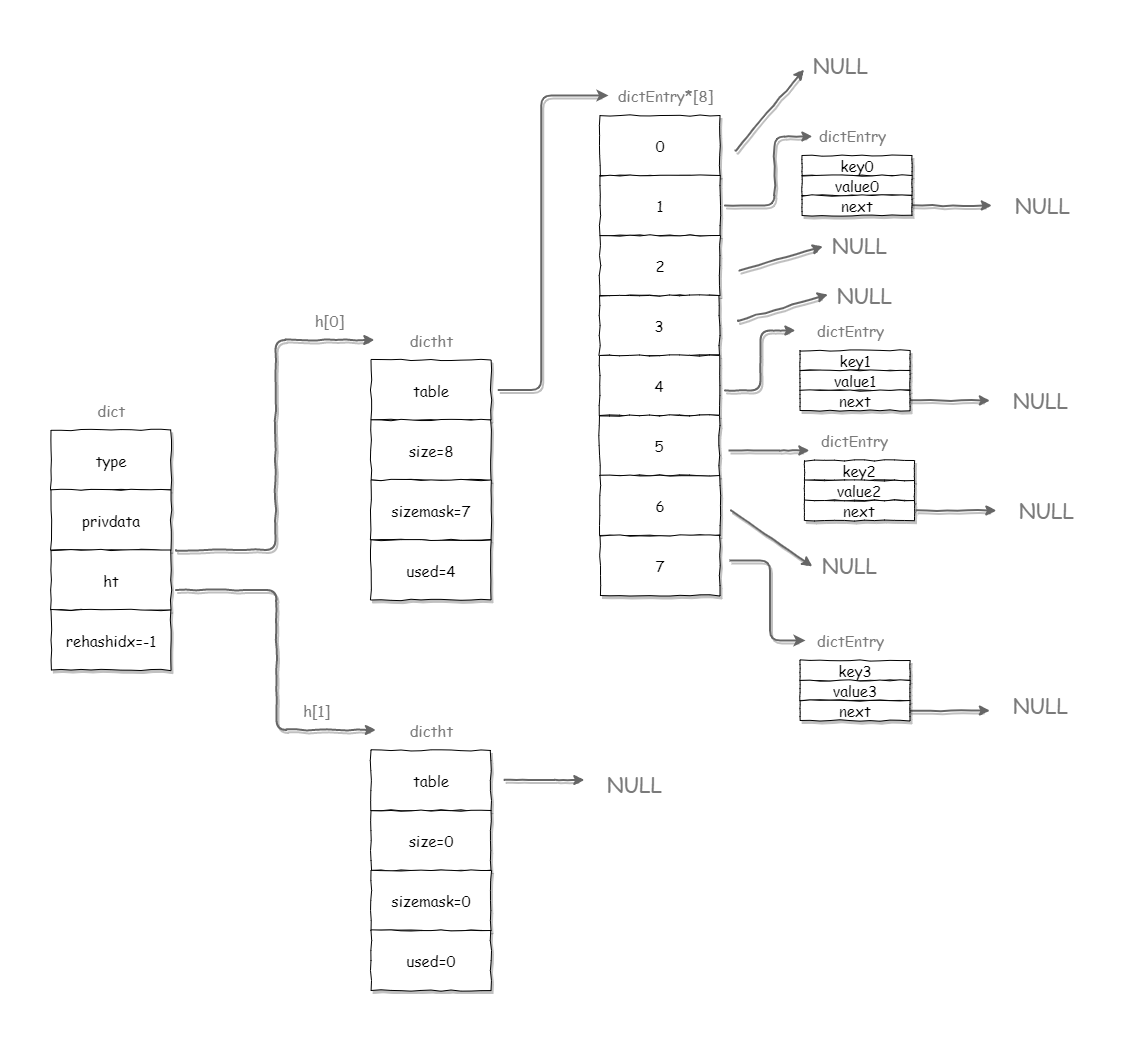 dict
type
privdata
ht
rehashidx=-1
h[0]
dictht
table
size=8
sizemask=7
used=4
h[1]
dictht
table
size=0
sizemask=0
used=0
NULL
dictEntry*[8]
0
1
2
3
4
5
6
7
NULL
dictEntry
key0
value0
next
NULL
NULL
NULL
dictEntry
key1
value1
next
NULL
dictEntry
key2
value2
next
NULL
NULL
dictEntry
key3
value3
next
NULL